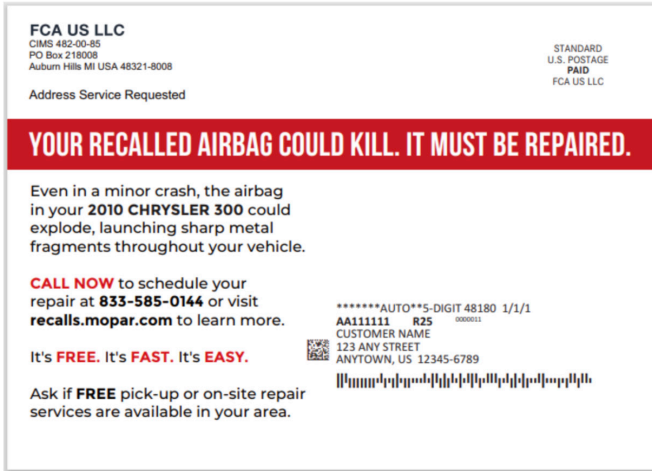 FCA US LLC
CIMS 482-00-85
PO Box 218008
Auburn Hills MI USA 48321-8008
Address Service Requested
STANDARD
U.S. POSTAGE
PAID
FCA US LLC
YOUR RECALLED AIRBAG COULD KILL. IT MUST BE REPAIRED.
Even in a minor crash, the airbag
in your 2010 CHRYSLER 300 could
explode, launching sharp metal
fragments throughout your vehicle.
CALL NOW to schedule your
repair at 833-585-0144 or visit
recalls.mopar.com to learn more.
It's FREE. It's FAST. It's EASY.
Ask if FREE pick-up or on-site repair
services are available in your area.
*******AUTO**5-DIGIT 48180 1/1/1
AA111111 R25 0000011
CUSTOMER NAME
123 ANY STREET
ANYTOWN, US 12345-6789